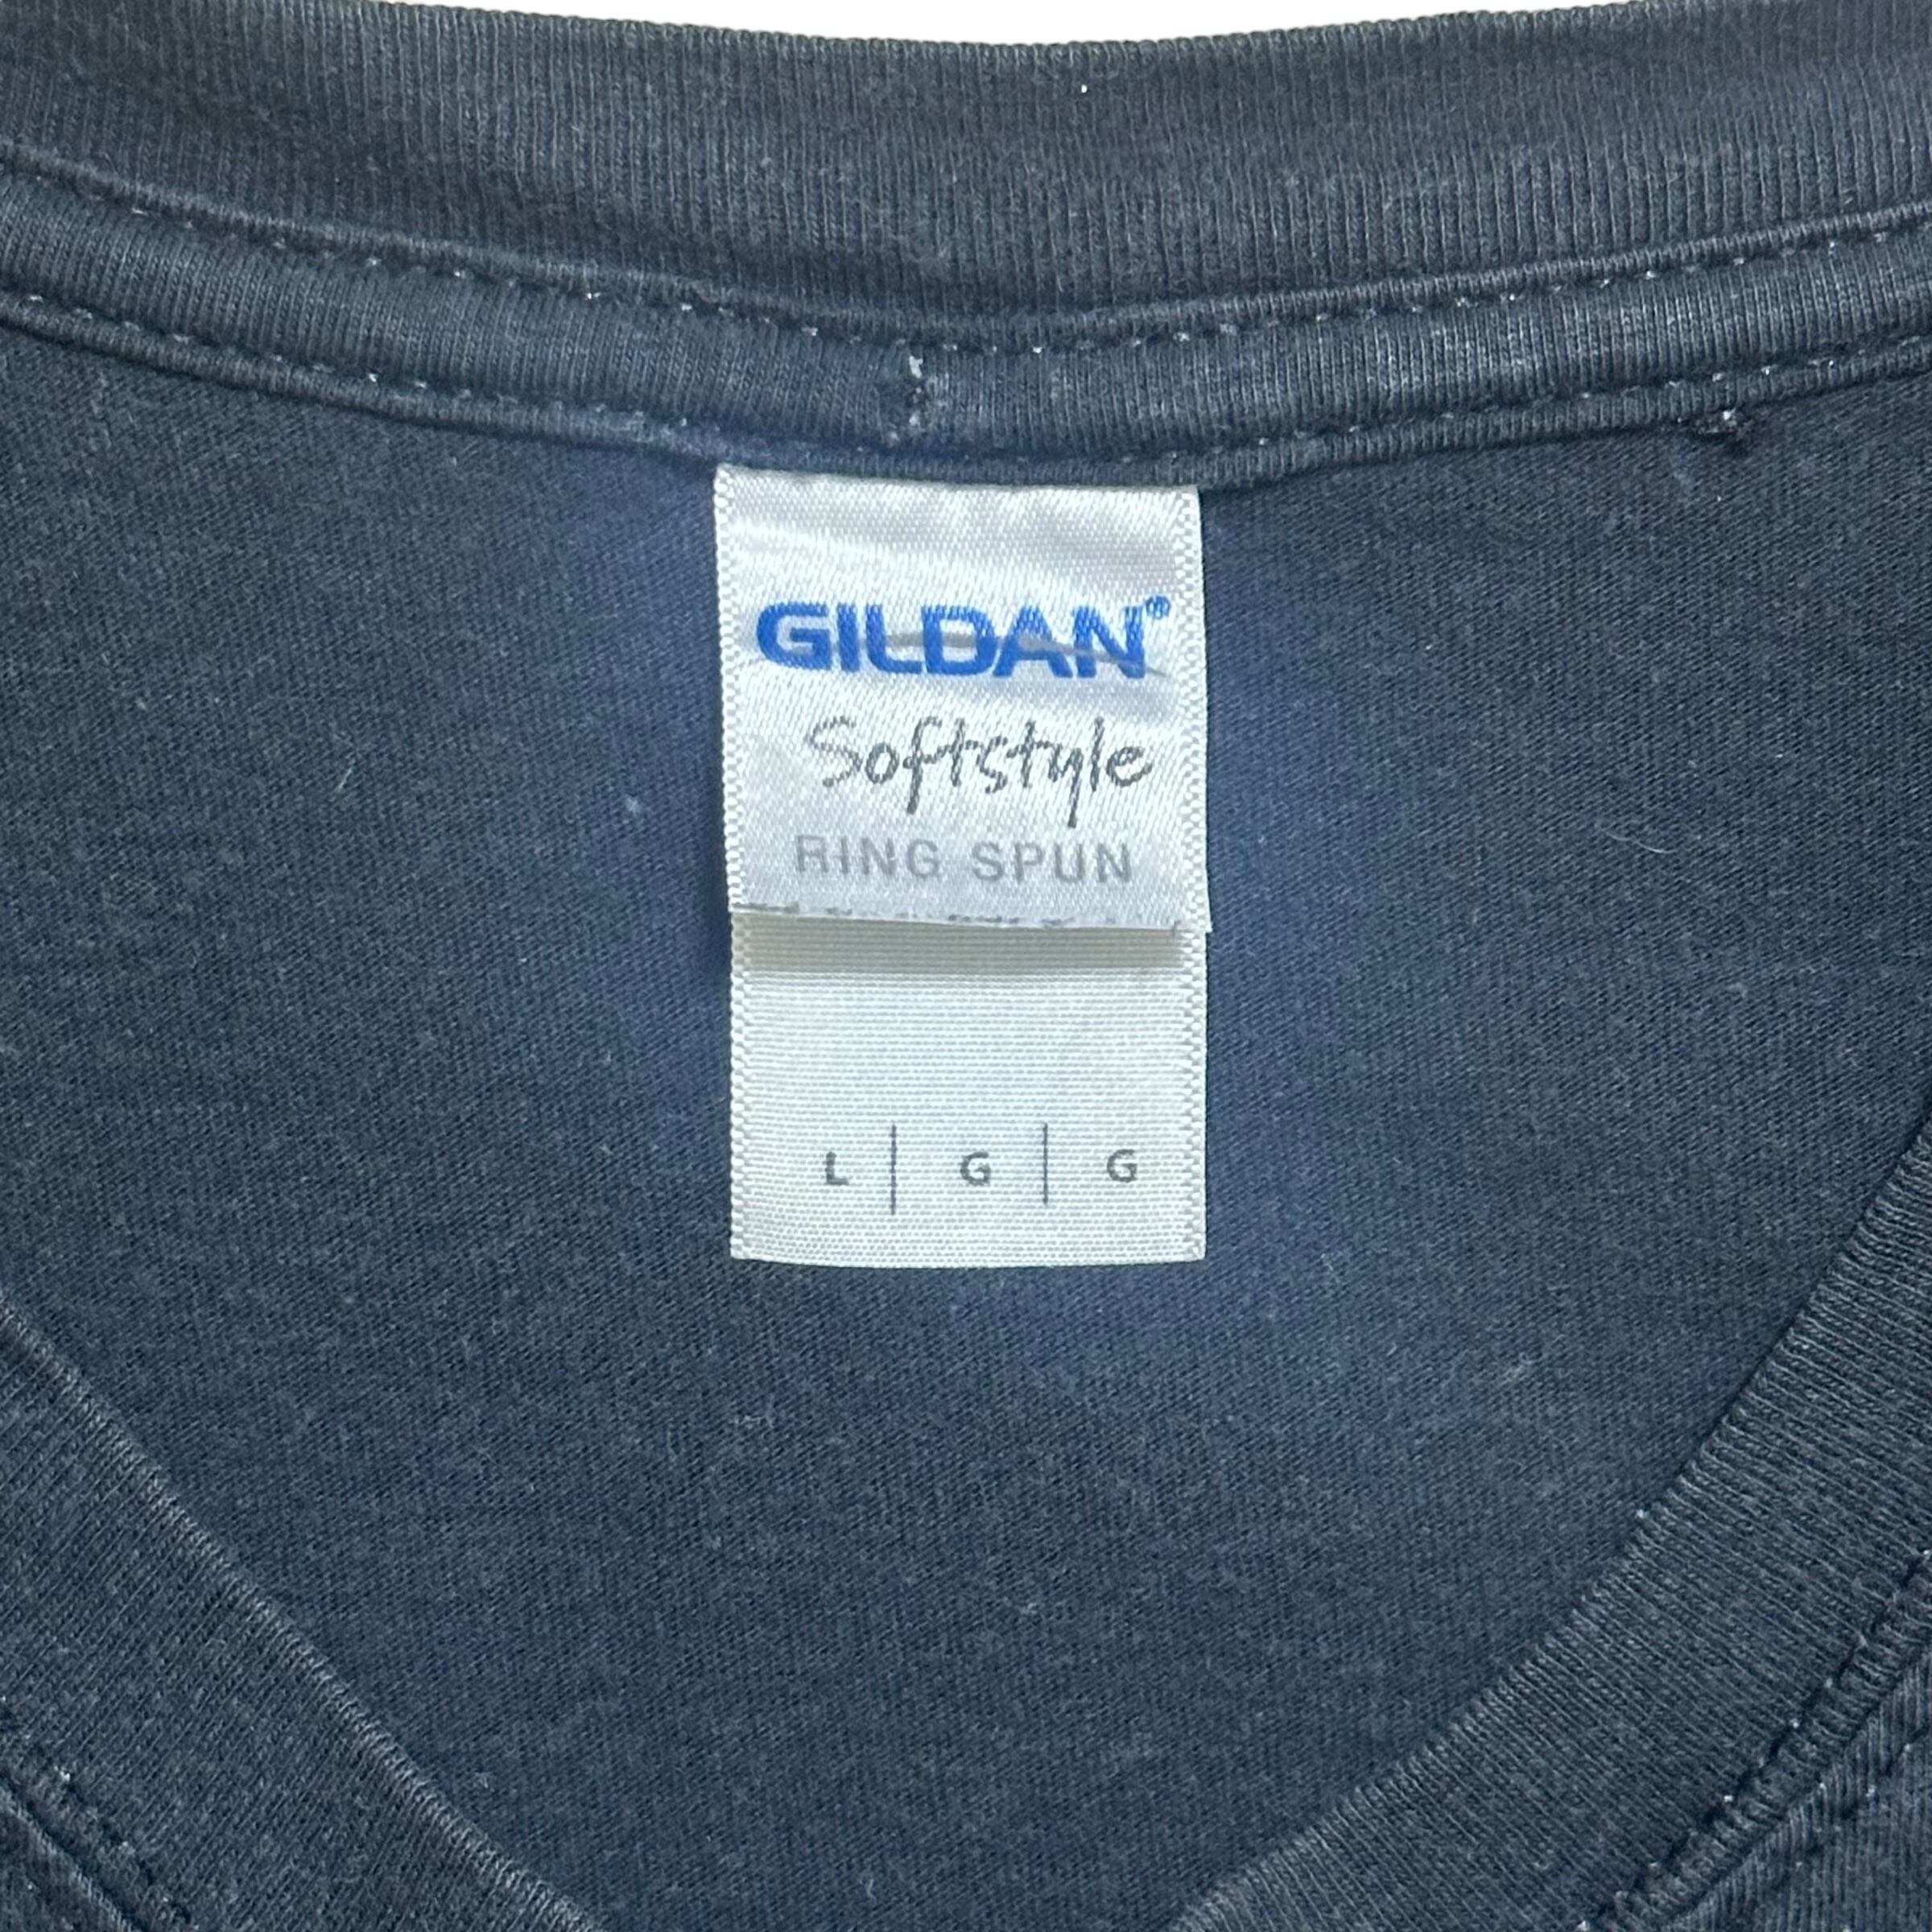 GILDAN®
Softstyle
RING SPUN
L | G | G